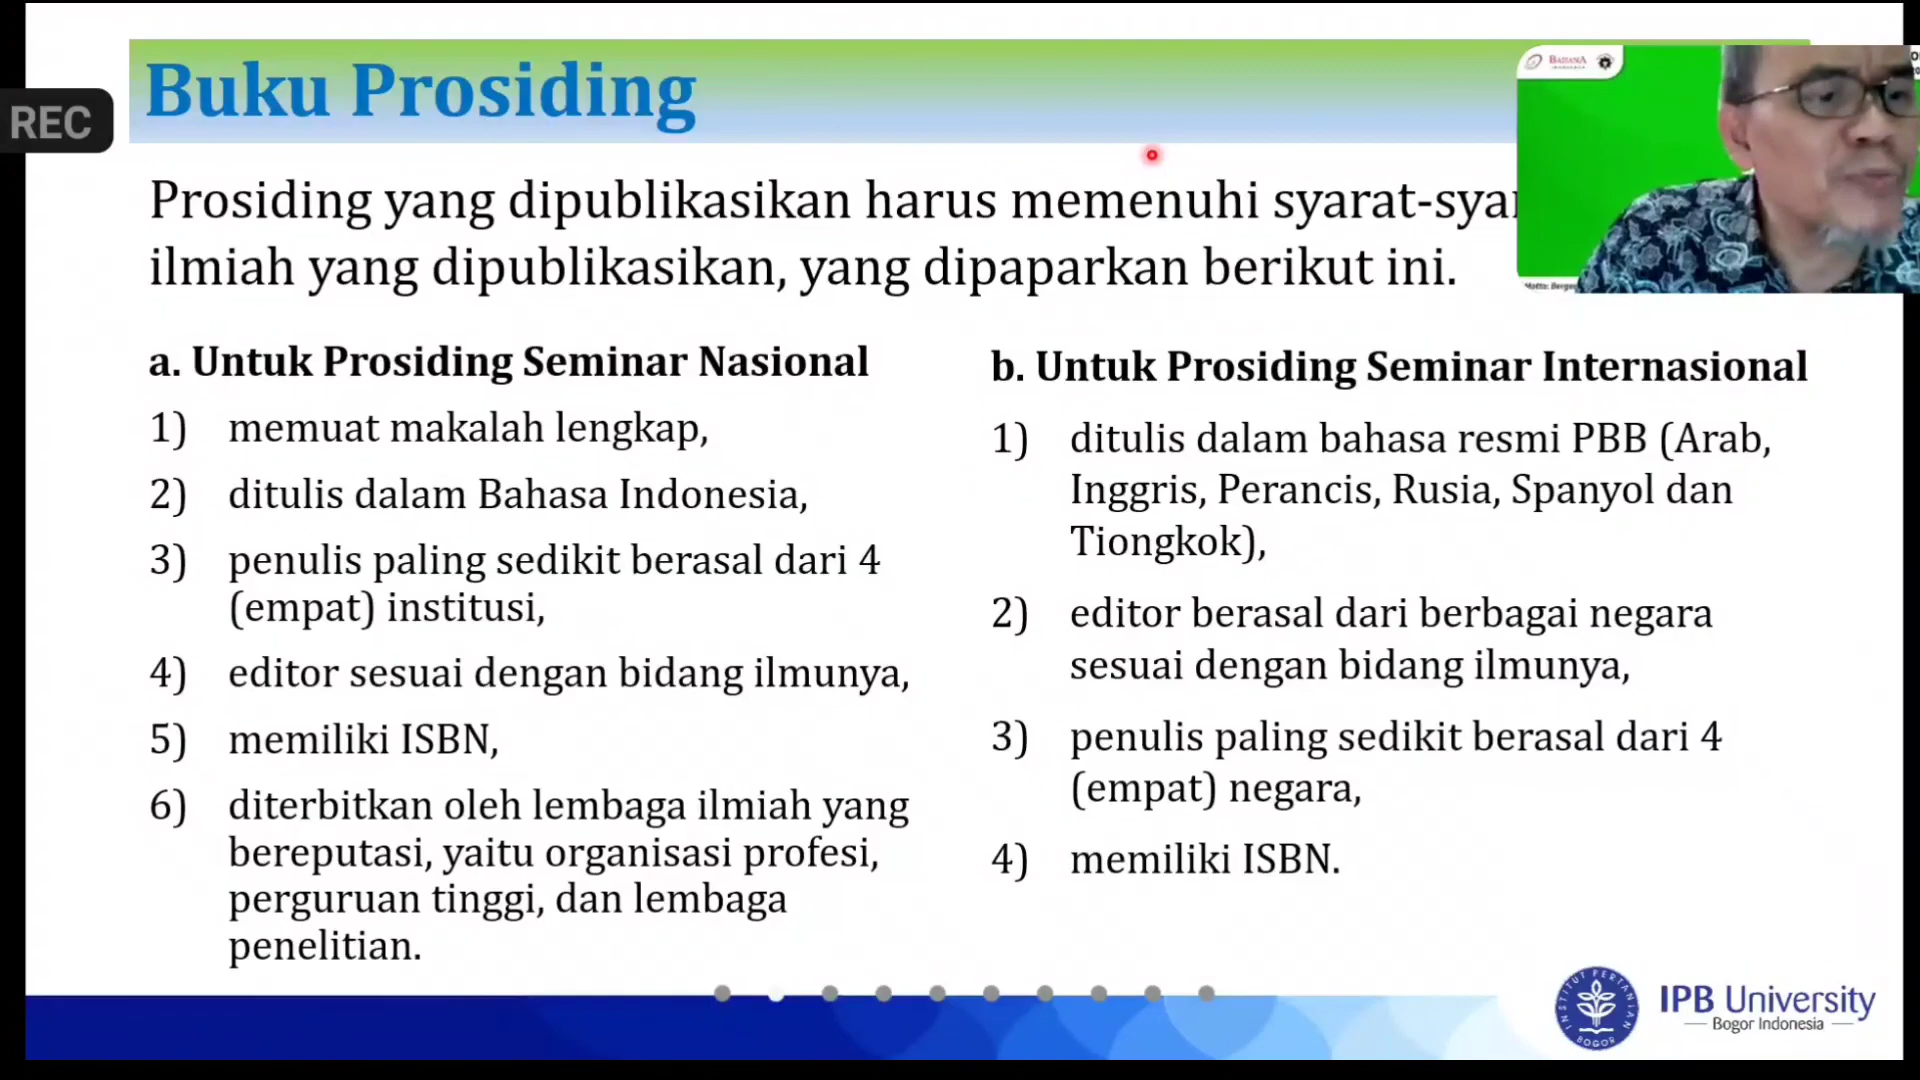 Buku Prosiding
REC
BADANA
Prosiding yang dipublikasikan harus memenuhi
ilmiah yang dipublikasikan, yang dipaparkan berikut ini.
a. Untuk Prosiding Seminar Nasional
1) memuat makalah lengkap,
2) ditulis dalam Bahasa Indonesia,
3) penulis paling sedikit berasal dari 4
(empat) institusi,
4) editor sesuai dengan bidang ilmunya,
5) memiliki ISBN,
6) diterbitkan oleh lembaga ilmiah yang
bereputasi, yaitu organisasi profesi,
perguruan tinggi, dan lembaga
penelitian.
b. Untuk Prosiding Seminar Internasional
1) ditulis dalam bahasa resmi PBB (Arab,
Inggris, Perancis, Rusia, Spanyol dan
Tiongkok),
2) editor berasal dari berbagai negara
sesuai dengan bidang ilmunya,
3) penulis paling sedikit berasal dari 4
(empat) negara,
4) memiliki ISBN.
INSTITUT PERTANIAN
BOGOR
IPB University
Bogor Indonesia